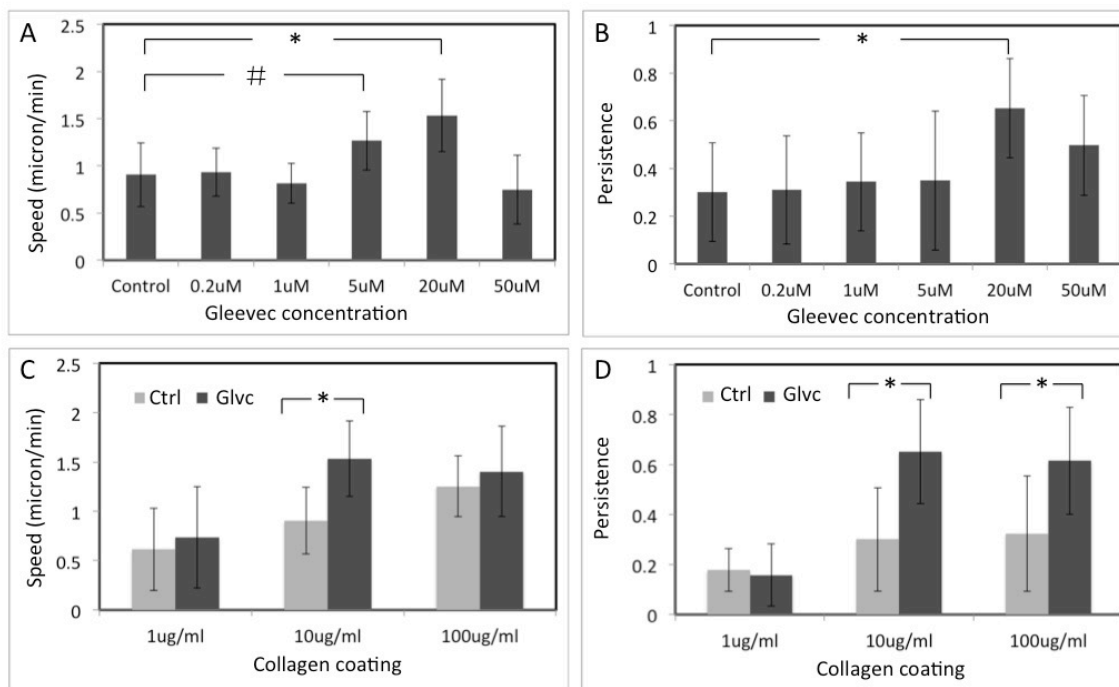 A
Speed (micron/min)
2.5
2
1.5
1
0.5
0
*
#
Control 0.2uM 1uM 5uM 20uM 50uM
Gleevec concentration
B
Persistence
1
0.8
0.6
0.4
0.2
0
*
Control 0.2uM 1uM 5uM 20uM 50uM
Gleevec concentration
C
Speed (micron/min)
2.5
2
1.5
1
0.5
0
Ctrl Glvc
*
1ug/ml 10ug/ml 100ug/ml
Collagen coating
D
Persistence
1
0.8
0.6
0.4
0.2
0
Ctrl Glvc
* *
1ug/ml 10ug/ml 100ug/ml
Collagen coating